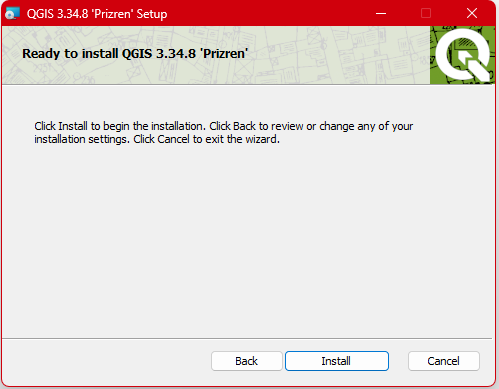 QGIS 3.34.8 'Prizren' Setup
Ready to install QGIS 3.34.8 'Prizren'
Click Install to begin the installation. Click Back to review or change any of your
installation settings. Click Cancel to exit the wizard.
Back Install Cancel